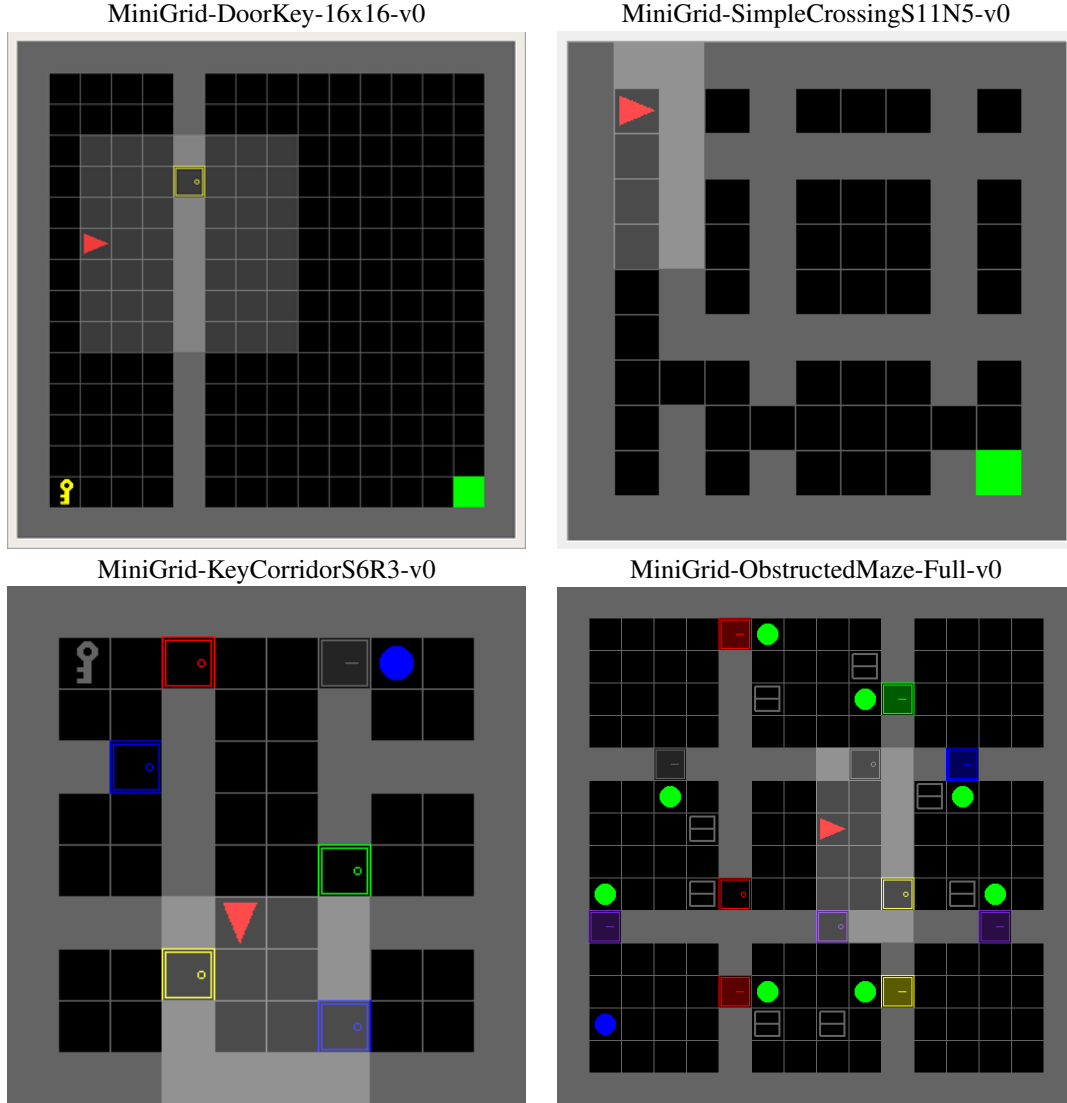 MiniGrid-DoorKey-16x16-v0
MiniGrid-SimpleCrossingS11N5-v0
MiniGrid-KeyCorridorS6R3-v0
MiniGrid-ObstructedMaze-Full-v0